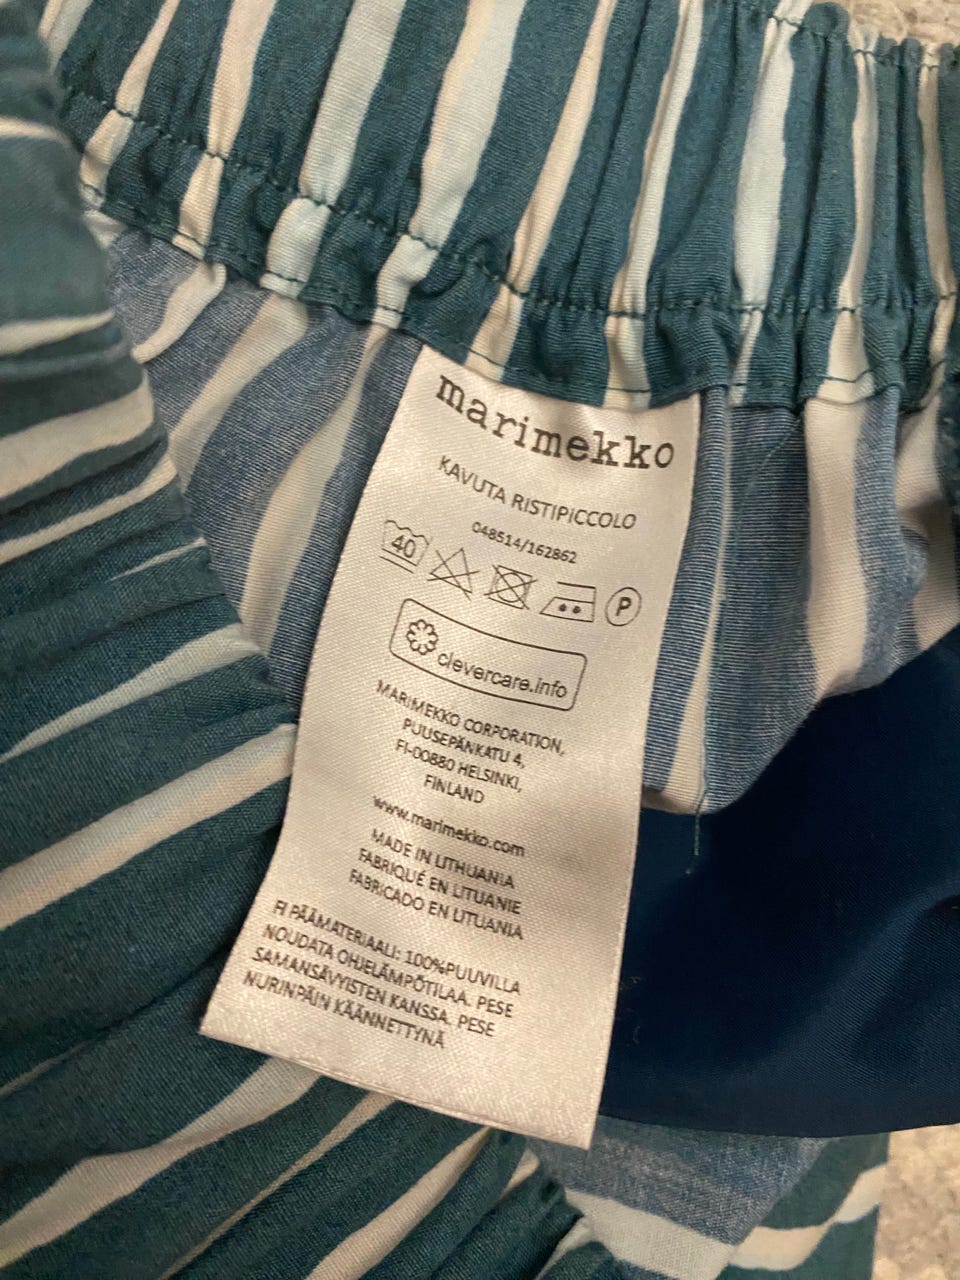 marimekko
KAVUTA RISTIPICCOLO
048514/162862
40 P
clevercare.info
MARIMEKKO CORPORATION,
PUUSEPÄNKATU 4,
FI-00880 HELSINKI,
FINLAND
www.marimekko.com
MADE IN LITHUANIA
FABRIQUÉ EN LITUANIE
FABRICADO EN LITUANIA
FI PÄÄMATERIAALI: 100%PUUVILLA
NOUDATA OHJELÄMPÖTILAA. PESE
SAMANSÄVYISTEN KANSSA. PESE
NURINPÄIN KÄÄNNETTYNÄ